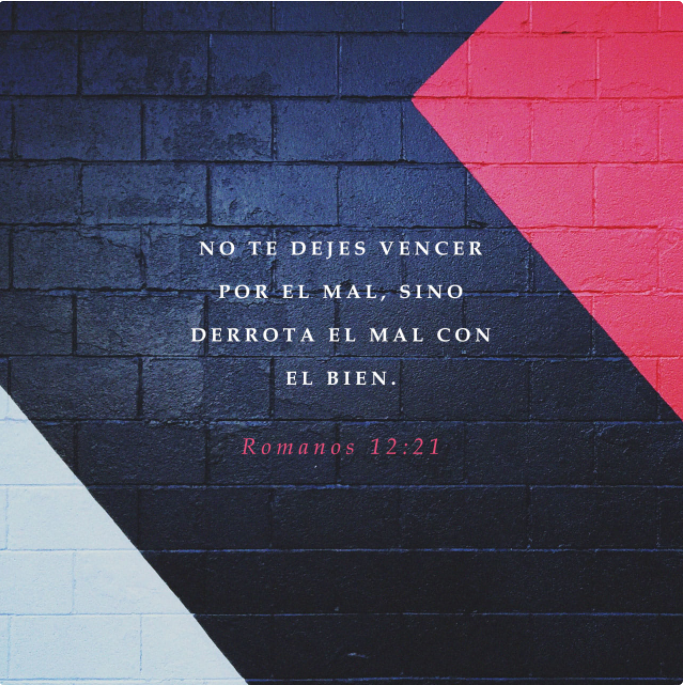 NO TE DEJES VENCER
POR EL MAL, SINO
DERROTA EL MAL CON
EL BIEN.
Romanos 12:21